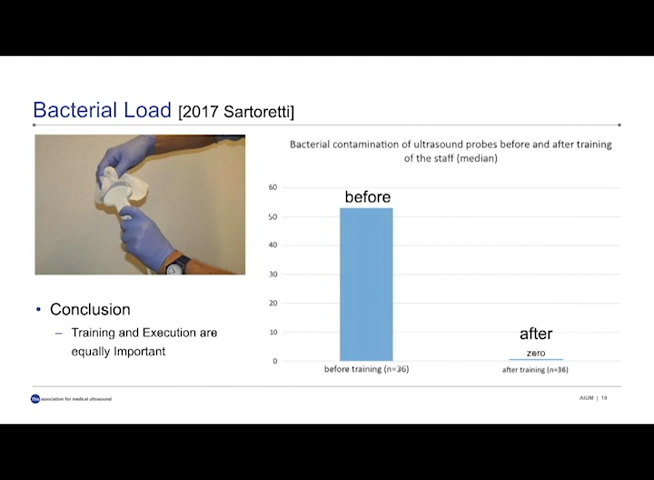 Bacterial Load [2017 Sartoretti]
Bacterial contamination of ultrasound probes before and after training
of the staff (median)
60
50
40
30
20
10
0
before
after
zero
before training (n=36)
after training (n=36)
• Conclusion
– Training and Execution are
equally Important
association for medical ultrasound
AIUM | 19